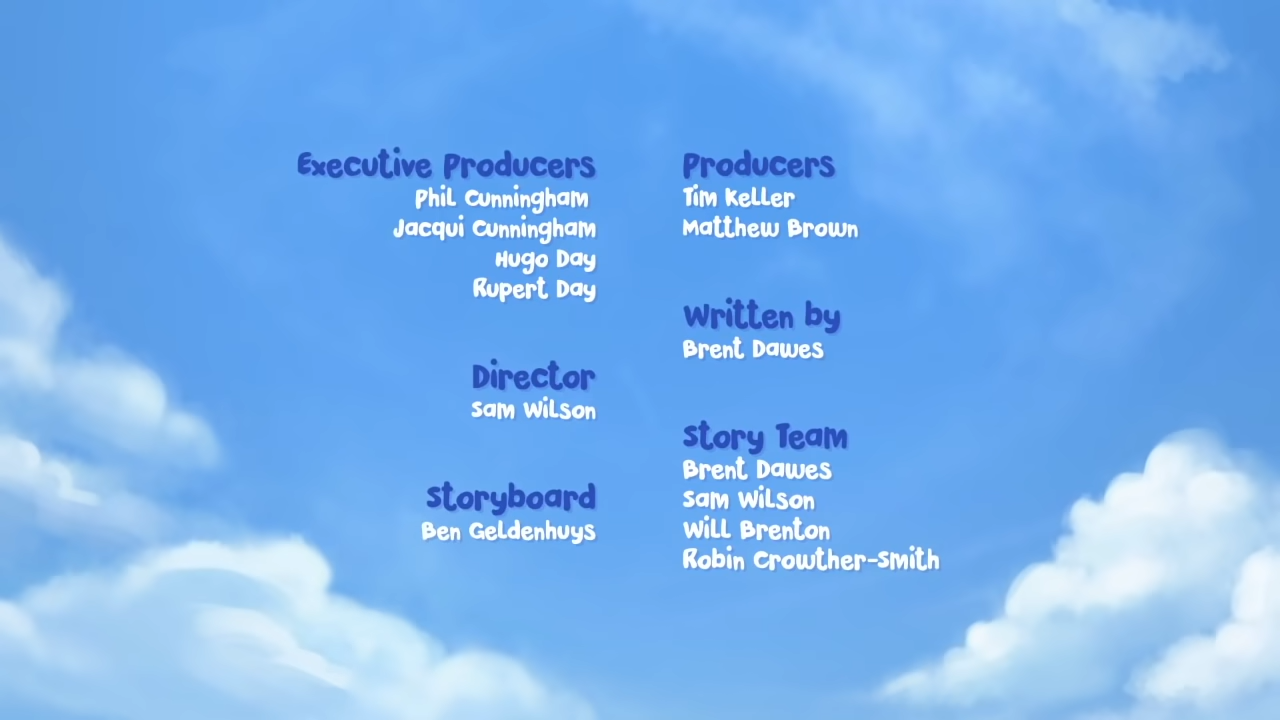 Executive Producers
Phil Cunningham
Jacqui Cunningham
Hugo Day
Rupert Day
Director
Sam Wilson
Storyboard
Ben Geldenhuys
Producers
Tim Keller
Matthew Brown
Written by
Brent Dawes
Story Team
Brent Dawes
Sam Wilson
Will Brenton
Robin Crowther-Smith